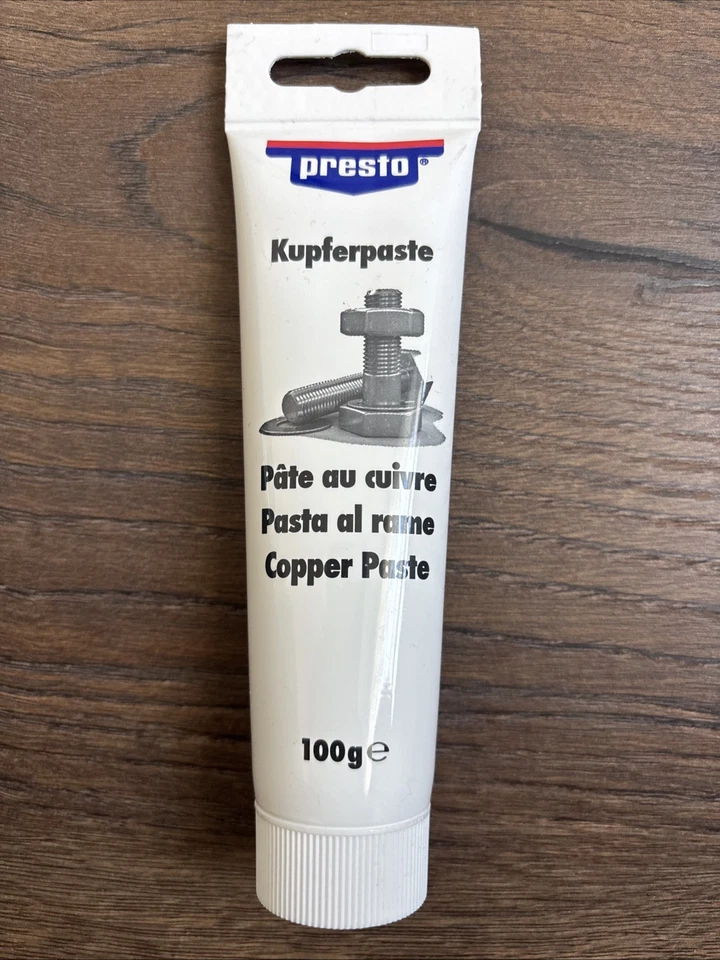 presto®
Kupferpaste
Pâte au cuivre
Pasta al rame
Copper Paste
100g℮